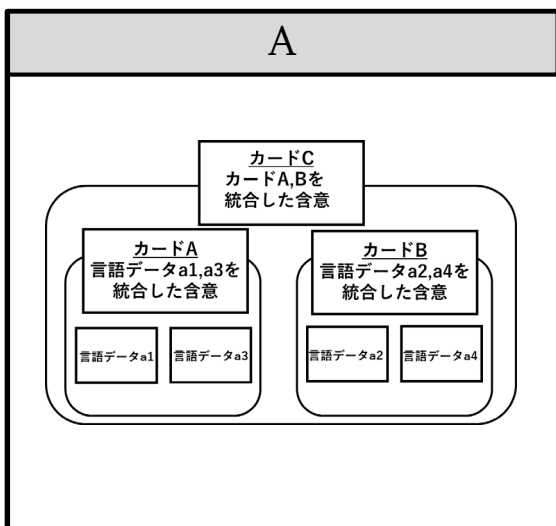 A
カードC
カードA,Bを
統合した含意
カードA
言語データa1,a3を
統合した含意
カードB
言語データa2,a4を
統合した含意
言語データa1
言語データa3
言語データa2
言語データa4